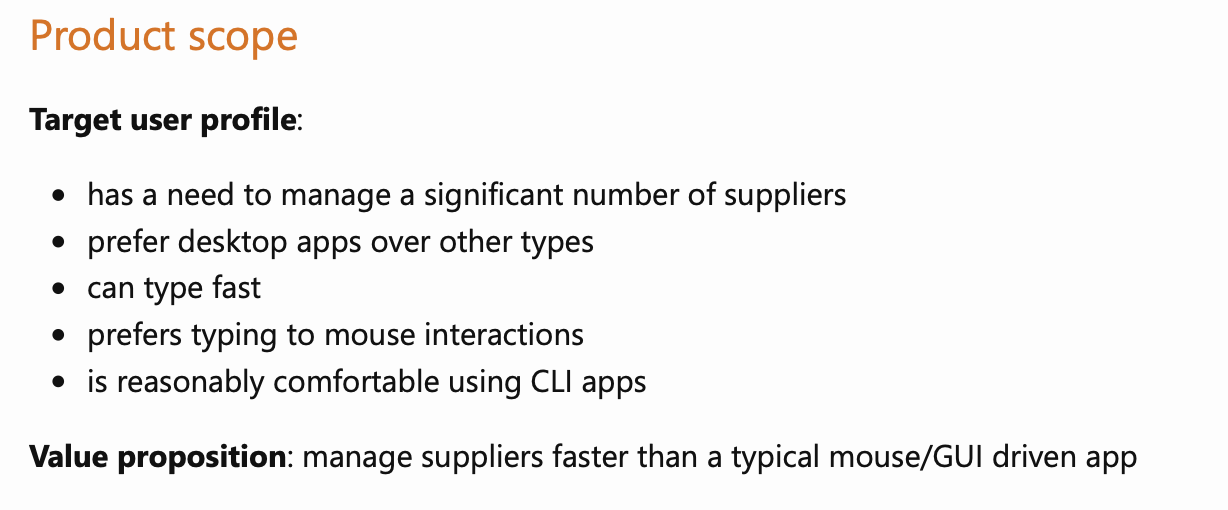 Product scope
Target user profile:
• has a need to manage a significant number of suppliers
• prefer desktop apps over other types
• can type fast
• prefers typing to mouse interactions
• is reasonably comfortable using CLI apps
Value proposition: manage suppliers faster than a typical mouse/GUI driven app